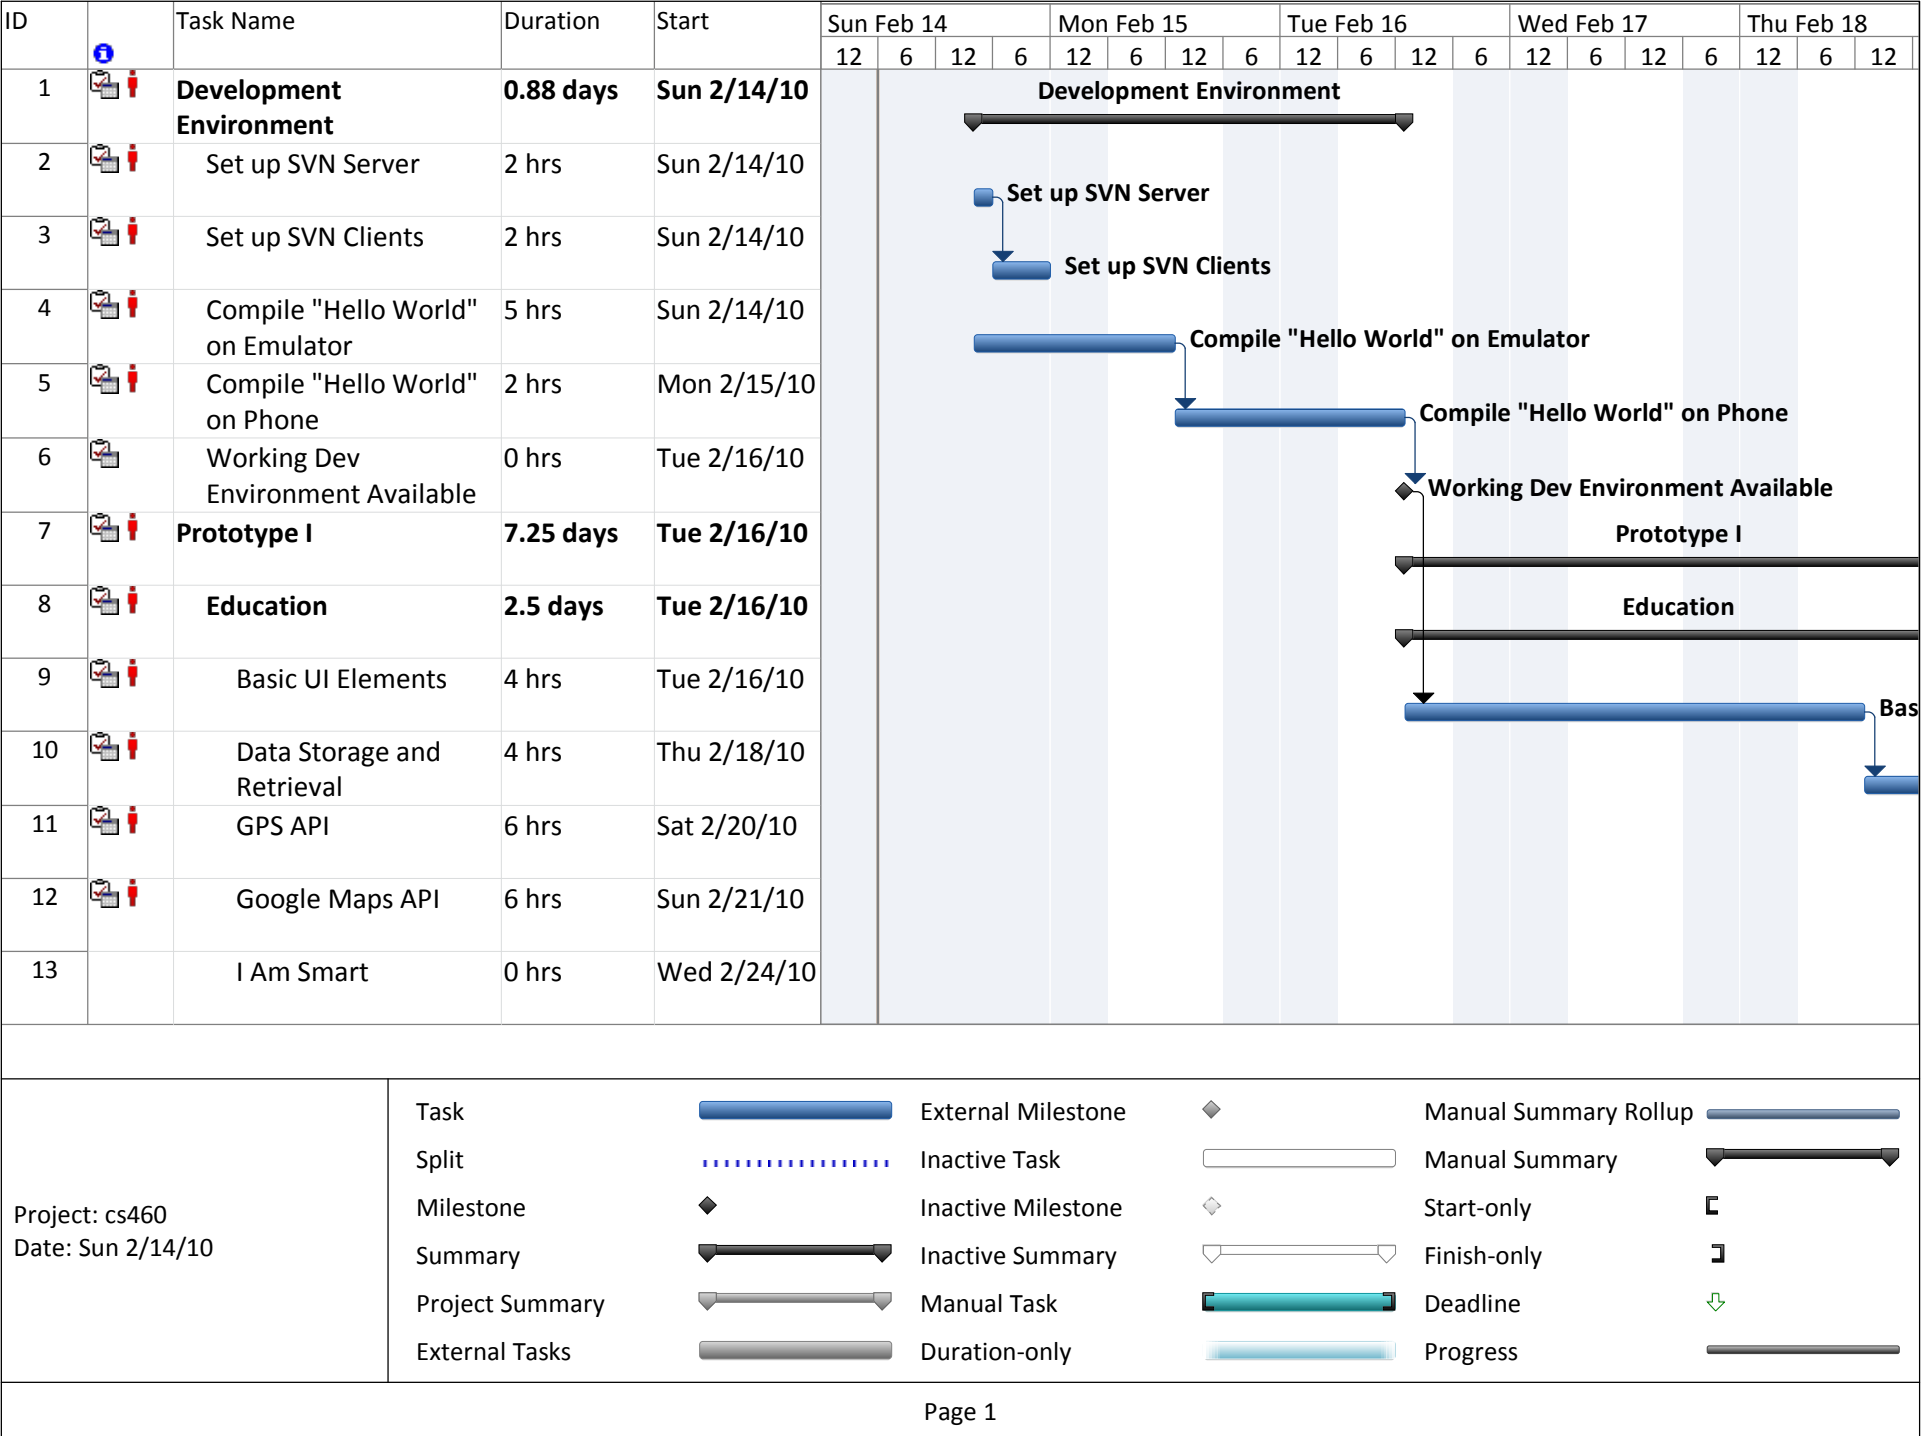 ID Task Name Duration Start Sun Feb 14 Mon Feb 15 Tue Feb 16 Wed Feb 17 Thu Feb 18
12 6 12 6 12 6 12 6 12 6 12 6 12 6 12 6 12 6 12
1 Development Environment 0.88 days Sun 2/14/10 Development Environment
2 Set up SVN Server 2 hrs Sun 2/14/10 Set up SVN Server
3 Set up SVN Clients 2 hrs Sun 2/14/10 Set up SVN Clients
4 Compile "Hello World" on Emulator 5 hrs Sun 2/14/10 Compile "Hello World" on Emulator
5 Compile "Hello World" on Phone 2 hrs Mon 2/15/10 Compile "Hello World" on Phone
6 Working Dev Environment Available 0 hrs Tue 2/16/10 Working Dev Environment Available
7 Prototype I 7.25 days Tue 2/16/10 Prototype I
8 Education 2.5 days Tue 2/16/10 Education
9 Basic UI Elements 4 hrs Tue 2/16/10 Bas
10 Data Storage and Retrieval 4 hrs Thu 2/18/10
11 GPS API 6 hrs Sat 2/20/10
12 Google Maps API 6 hrs Sun 2/21/10
13 I Am Smart 0 hrs Wed 2/24/10
Project: cs460
Date: Sun 2/14/10
Task
Split
Milestone
Summary
Project Summary
External Tasks
External Milestone
Inactive Task
Inactive Milestone
Inactive Summary
Manual Task
Duration-only
Manual Summary Rollup
Manual Summary
Start-only
Finish-only
Deadline
Progress
Page 1